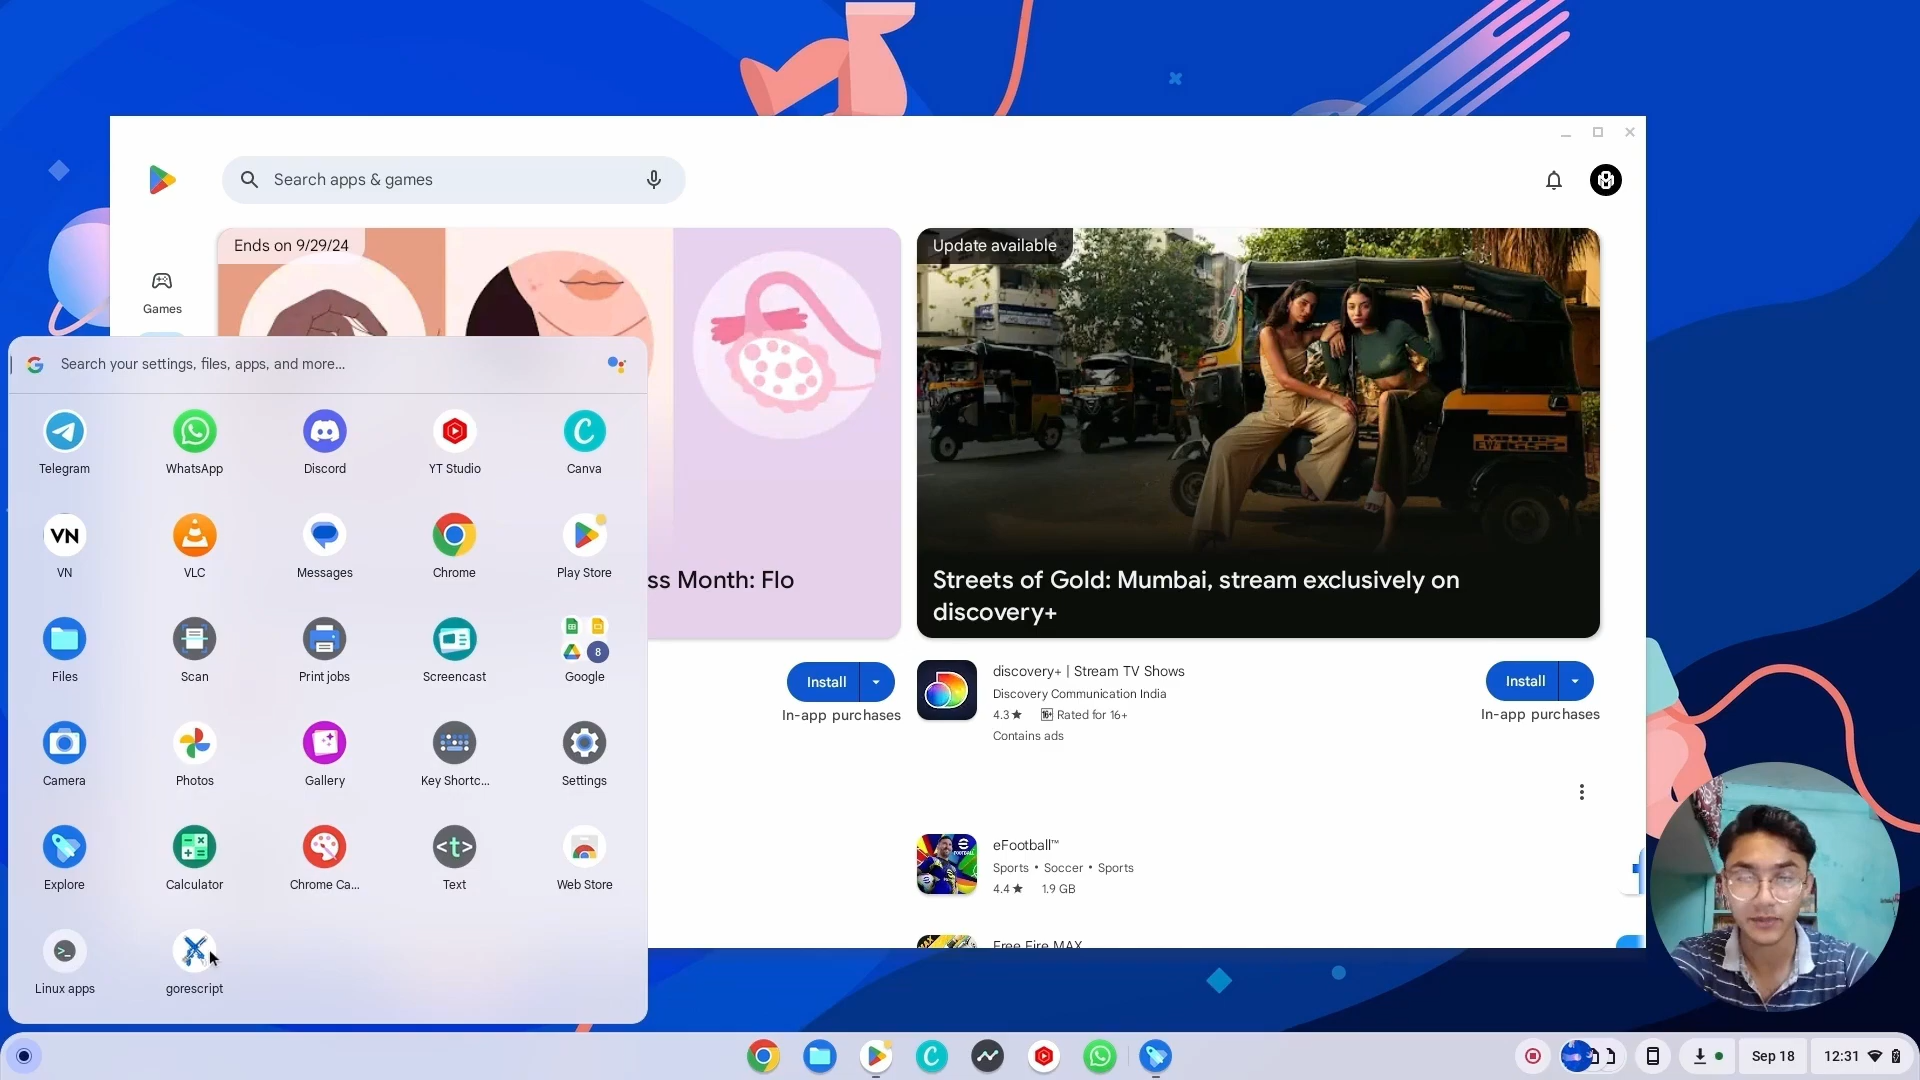 Search apps & games
Games
Ends on 9/29/24
ss Month: Flo
Update available
Streets of Gold: Mumbai, stream exclusively on
discovery+
Install
In-app purchases
discovery+ | Stream TV Shows
Discovery Communication India
4.3★ 16+ Rated for 16+
Contains ads
Install
In-app purchases
eFootball™
Sports • Soccer • Sports
4.4★ 1.9 GB
Free Fire MAX
Search your settings, files, apps, and more...
Telegram
WhatsApp
Discord
YT Studio
Canva
VN
VN
VLC
Messages
Chrome
Play Store
Files
Scan
Print jobs
Screencast
8
Google
Camera
Photos
Gallery
Key Shortc...
Settings
Explore
Calculator
Chrome Ca...
<t>
Text
Web Store
Linux apps
gorescript
Sep 18
12:31